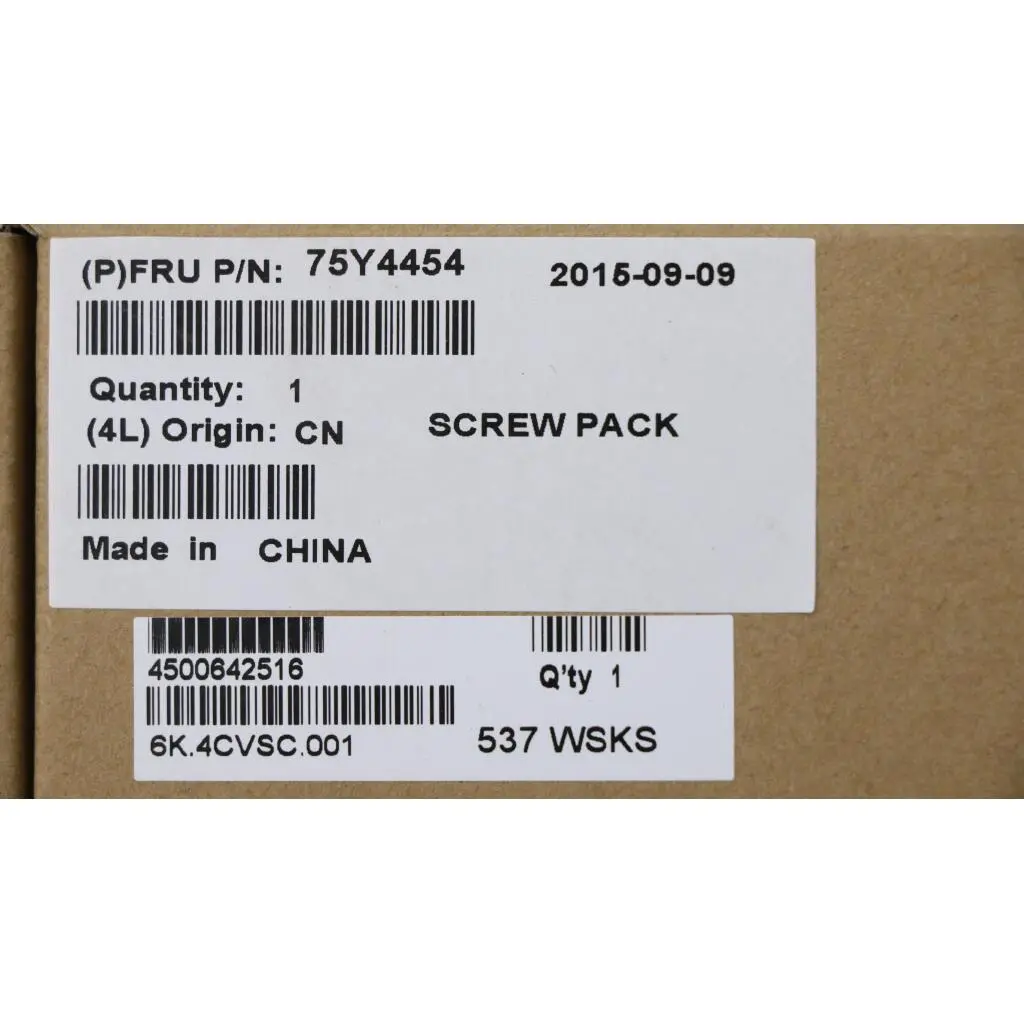 (P)FRU P/N: 75Y4454 2015-09-09
Quantity: 1
(4L) Origin: CN SCREW PACK
Made in CHINA
4500642516
Q'ty 1
6K.4CVSC.001 537 WSKS